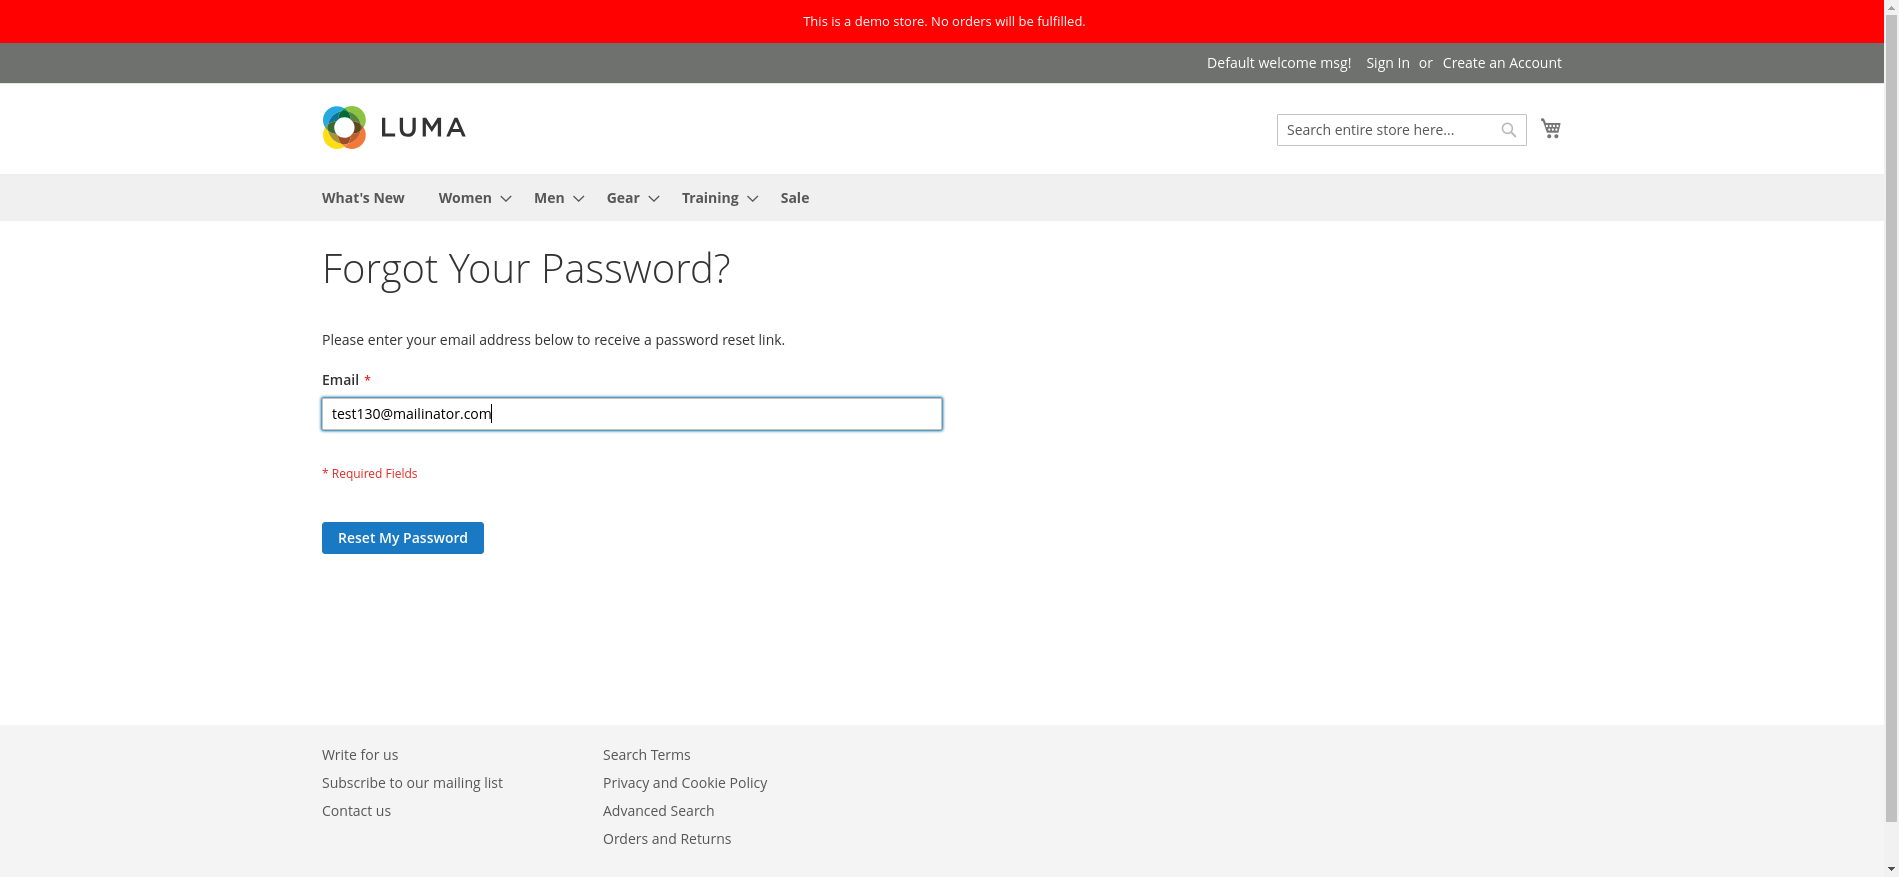 This is a demo store. No orders will be fulfilled.
Default welcome msg! Sign In or Create an Account
LUMA
Search entire store here...
What's New Women Men Gear Training Sale
Forgot Your Password?
Please enter your email address below to receive a password reset link.
Email *
test130@mailinator.com
* Required Fields
Reset My Password
Write for us
Subscribe to our mailing list
Contact us
Search Terms
Privacy and Cookie Policy
Advanced Search
Orders and Returns